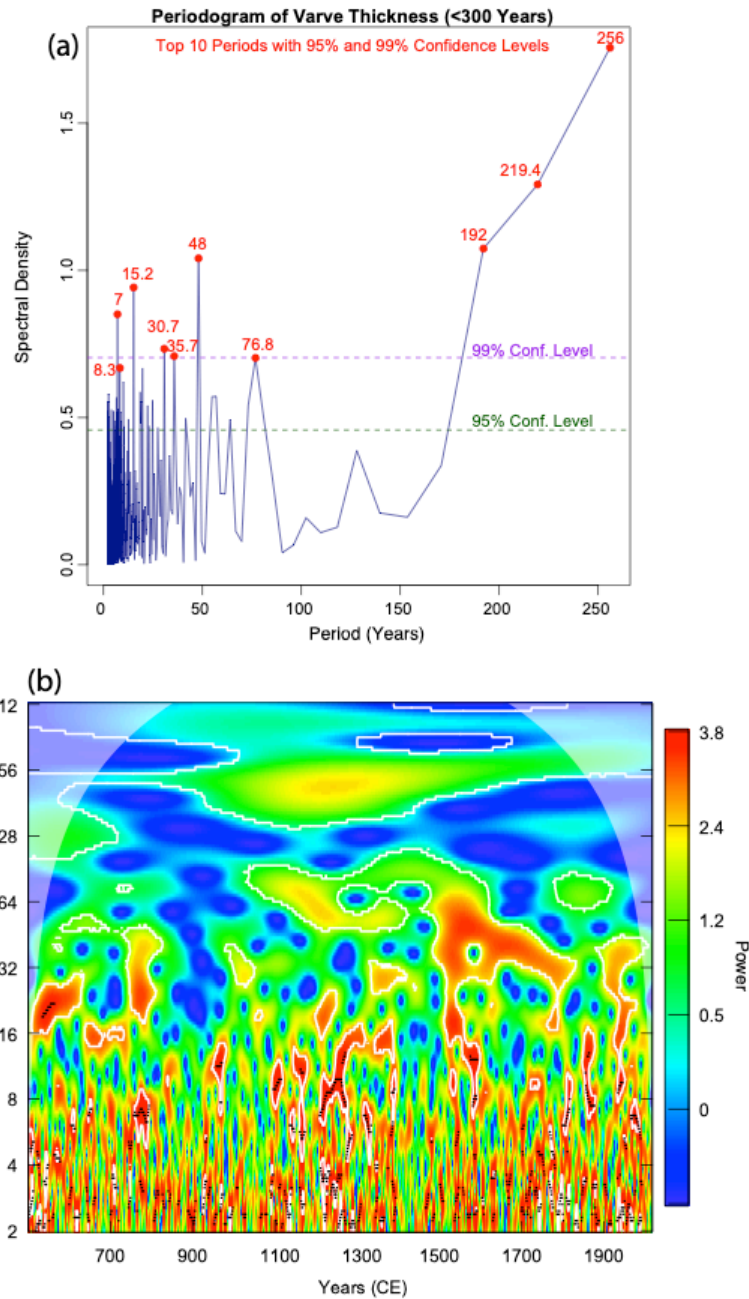 Periodogram of Varve Thickness (<300 Years)
(a)
Top 10 Periods with 95% and 99% Confidence Levels
256
219.4
192
48
15.2
7
30.7
35.7
76.8
8.3
99% Conf. Level
95% Conf. Level
1.5
1.0
0.5
0.0
Spectral Density
0 50 100 150 200 250
Period (Years)
(b)
12
56
28
64
32
16
8
4
2
3.8
2.4
1.2
0.5
0
Power
700 900 1100 1300 1500 1700 1900
Years (CE)